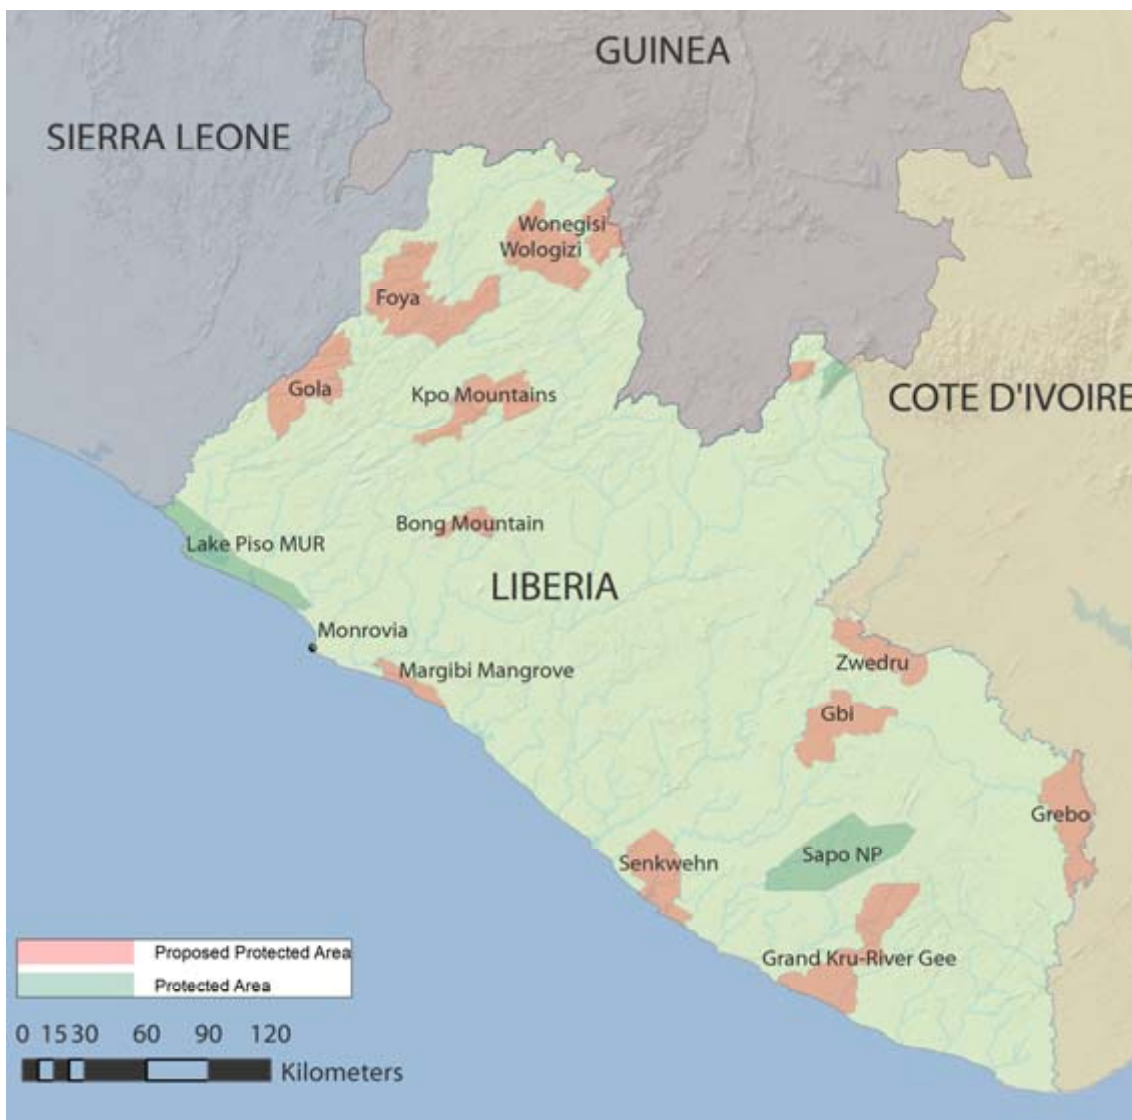 GUINEA
SIERRA LEONE
Wonegisi
Wologizi
Foya
Gola
Kpo Mountains
COTE D'IVOIRE
Bong Mountain
Lake Piso MUR
LIBERIA
Monrovia
Margibi Mangrove
Zwedru
Gbi
Grebo
Senkwehn
Sapo NP
Grand Kru-River Gee
Proposed Protected Area
Protected Area
0 15 30 60 90 120
Kilometers